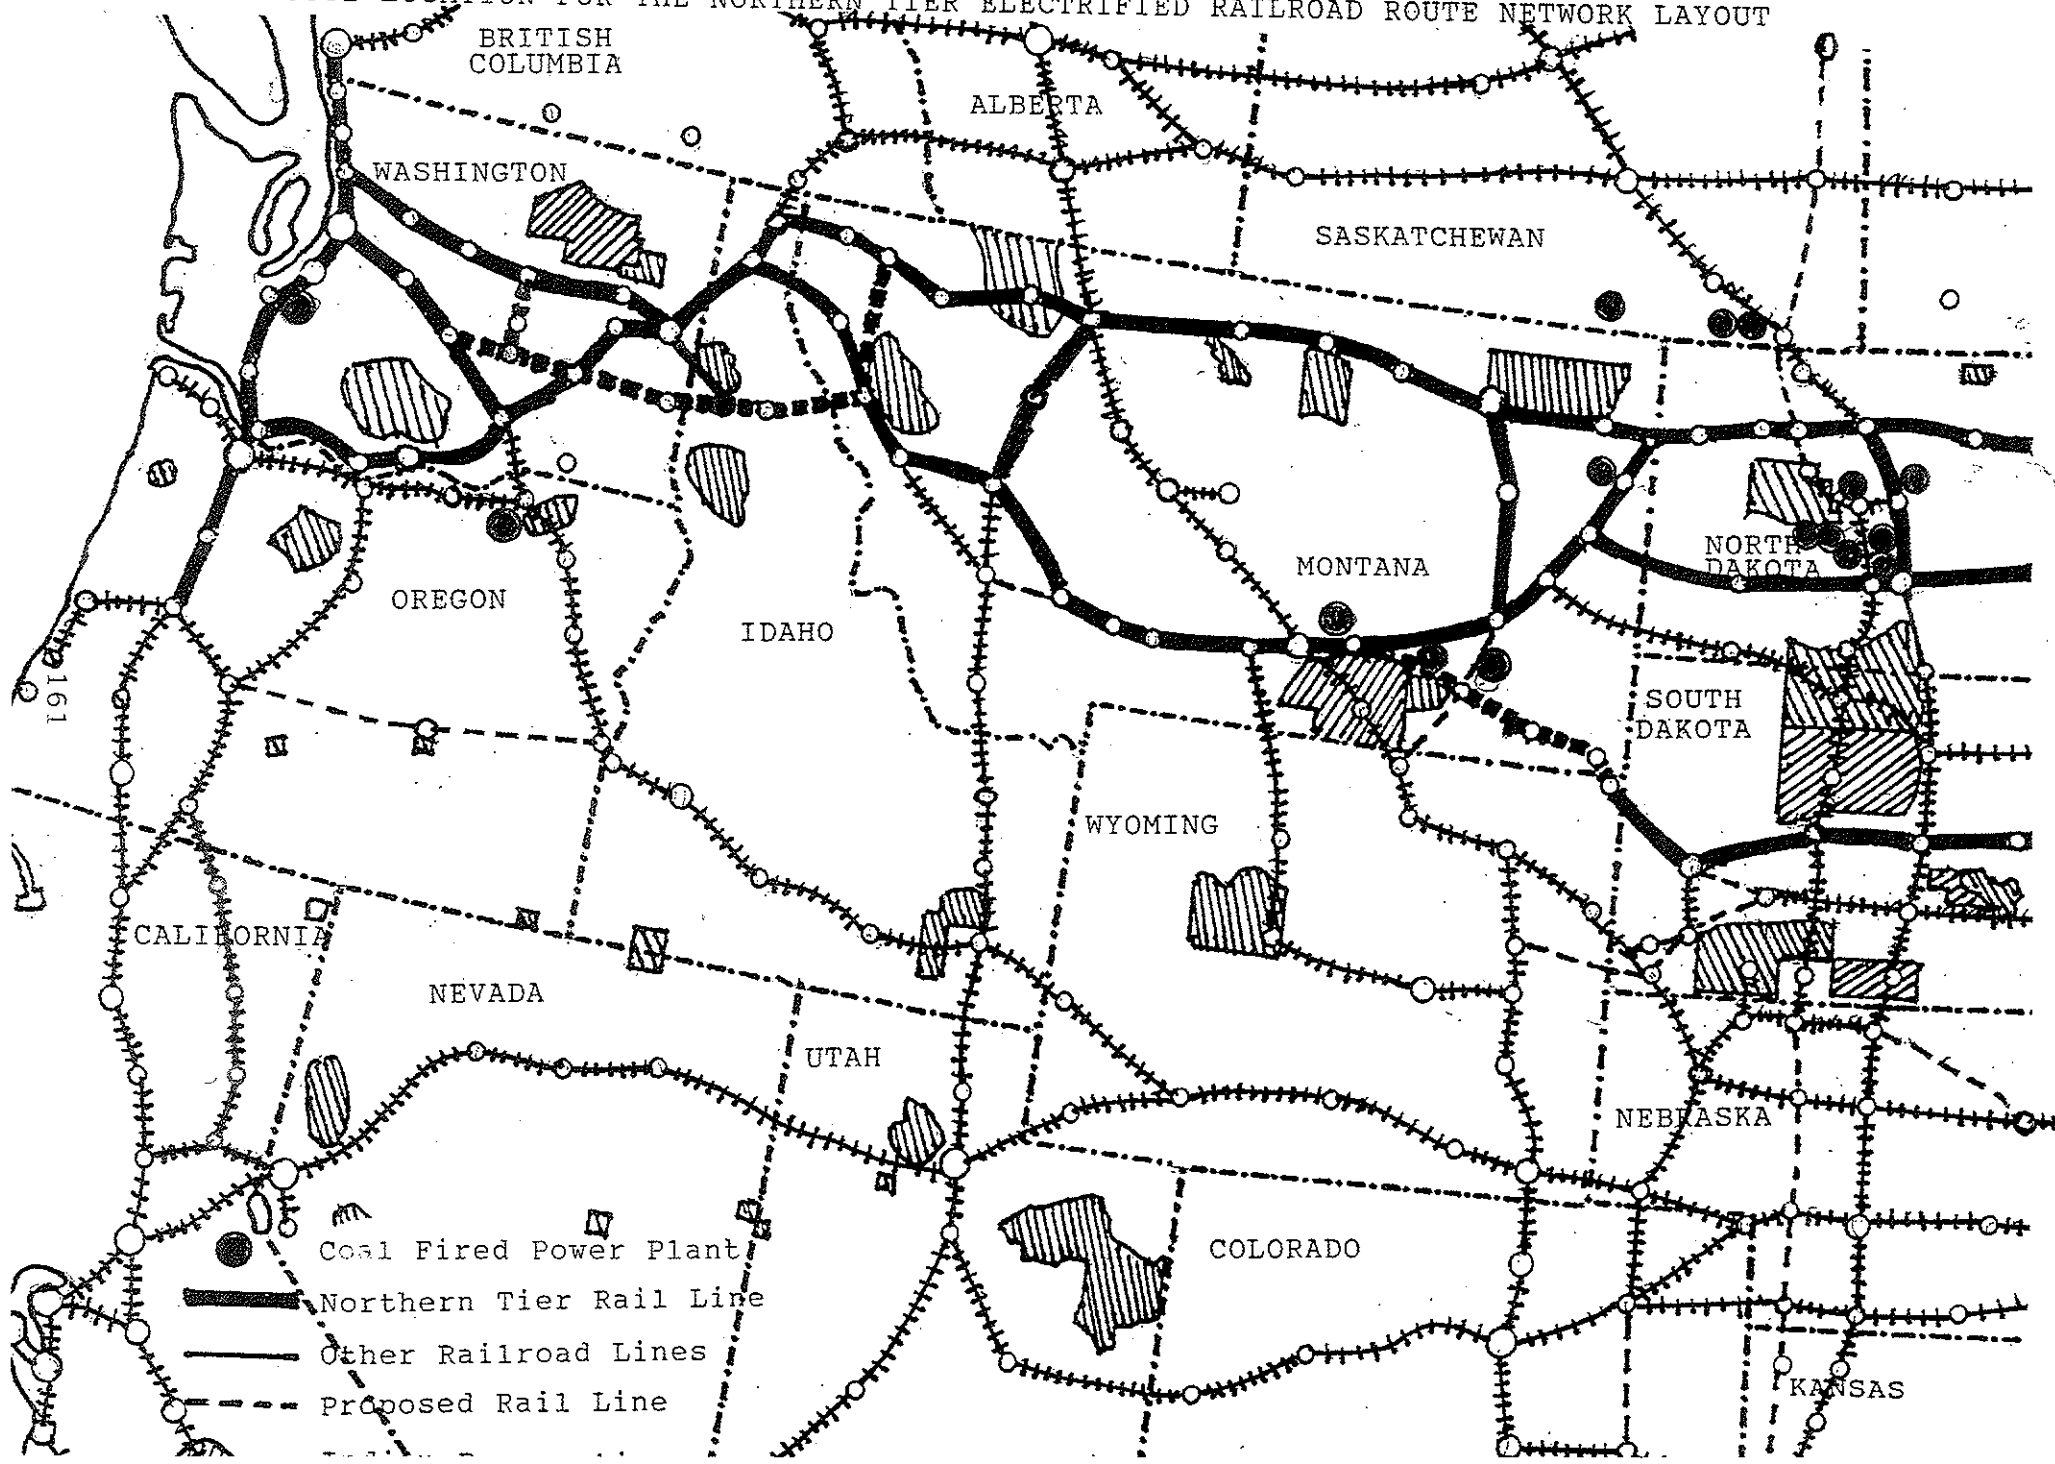 LOCATION FOR THE NORTHERN TIER ELECTRIFIED RAILROAD ROUTE NETWORK LAYOUT
BRITISH
COLUMBIA
ALBERTA
WASHINGTON
SASKATCHEWAN
NORTH
DAKOTA
MONTANA
OREGON
IDAHO
161
SOUTH
DAKOTA
WYOMING
CALIFORNIA
NEVADA
UTAH
NEBRASKA
COLORADO
Coal Fired Power Plant
Northern Tier Rail Line
Other Railroad Lines
Proposed Rail Line
KANSAS